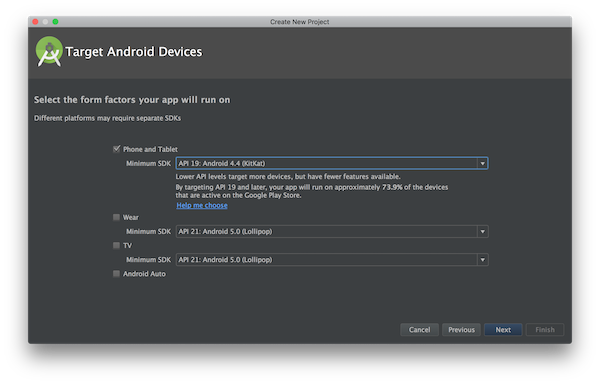 Create New Project
Target Android Devices
Select the form factors your app will run on
Different platforms may require separate SDKs
Phone and Tablet
Minimum SDK API 19: Android 4.4 (KitKat)
Lower API levels target more devices, but have fewer features available.
By targeting API 19 and later, your app will run on approximately 73.9% of the devices
that are active on the Google Play Store.
Help me choose
Wear
Minimum SDK API 21: Android 5.0 (Lollipop)
TV
Minimum SDK API 21: Android 5.0 (Lollipop)
Android Auto
Cancel Previous Next Finish